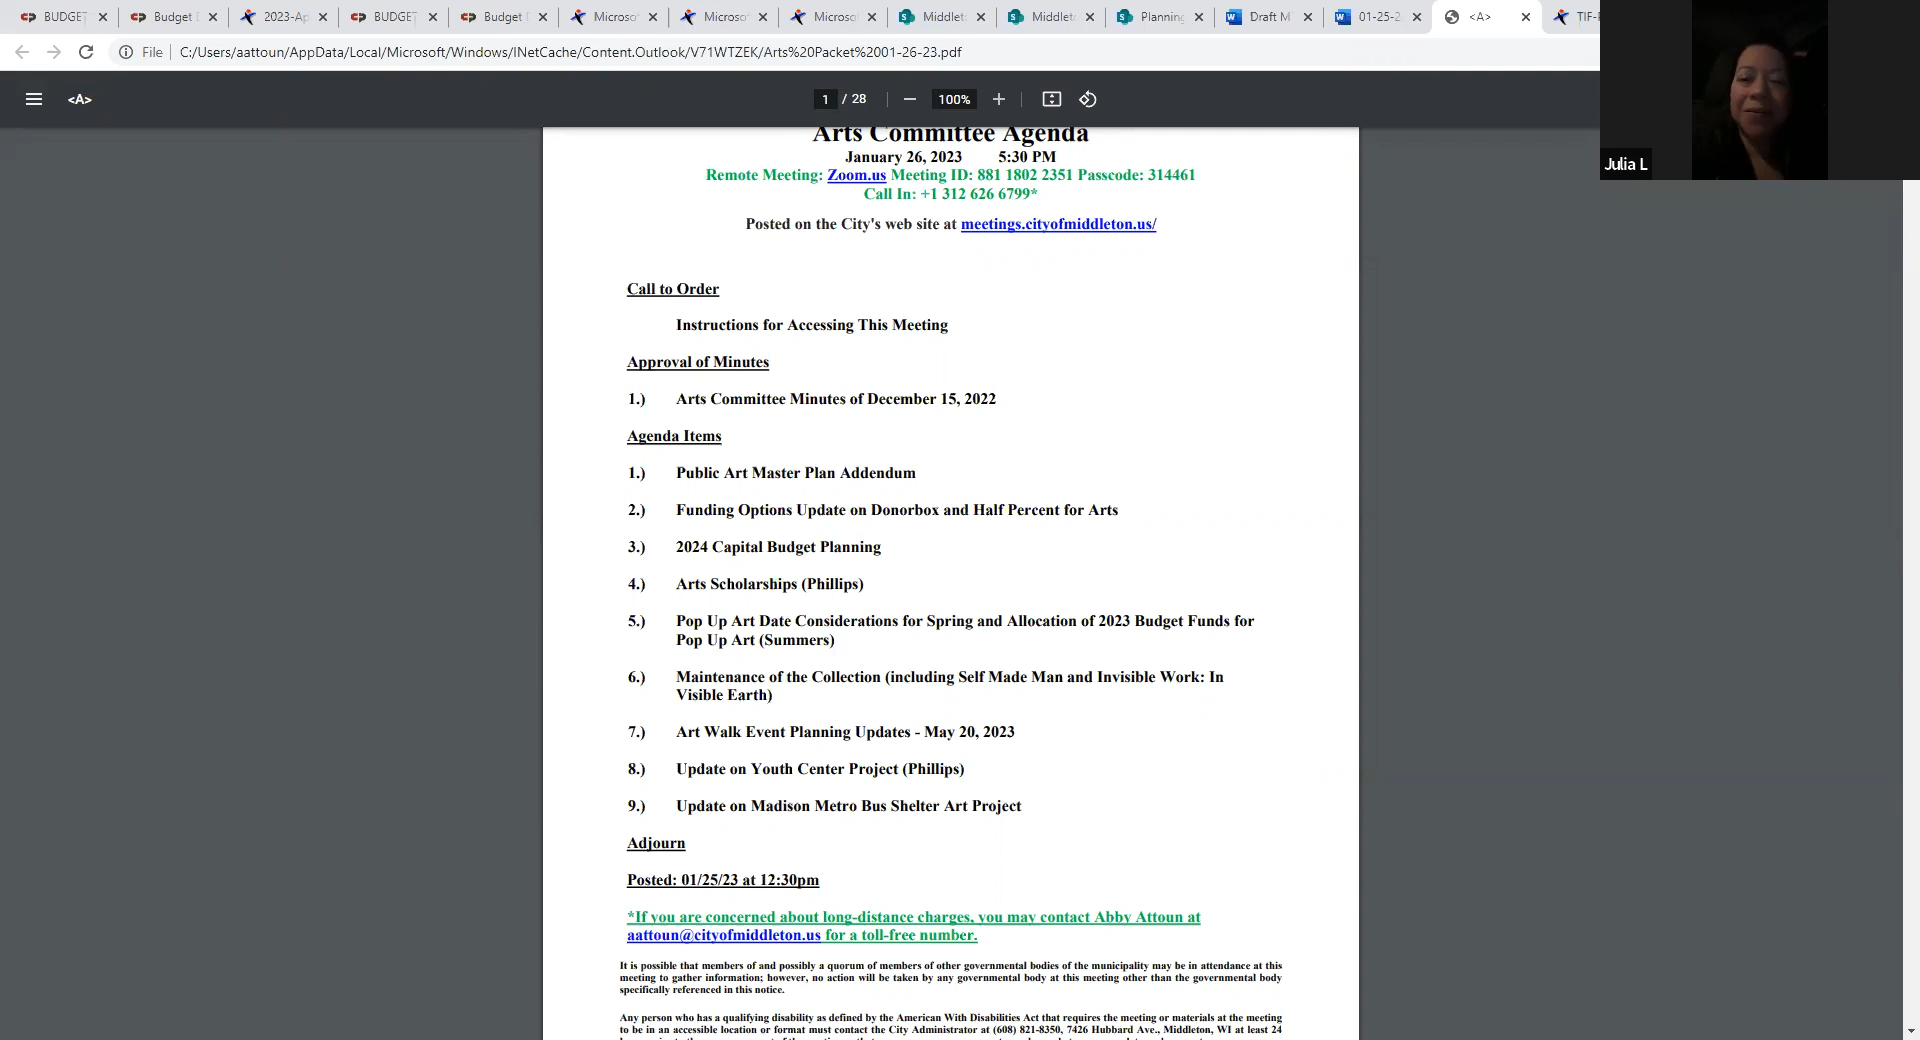 BUDGET
Budget D
2023-Ap
BUDGET
Budget D
Microso
Microso
Microso
Middlet
Middlet
Planning
Draft M
01-25-2
<A>
TIF-F
File
C:/Users/aattoun/AppData/Local/Microsoft/Windows/INetCache/Content.Outlook/V71WTZEK/Arts%20Packet%2001-26-23.pdf
<A>
1 / 28
100%
Julia L
Arts Committee Agenda
January 26, 2023 5:30 PM
Remote Meeting: Zoom.us Meeting ID: 881 1802 2351 Passcode: 314461
Call In: +1 312 626 6799*
Posted on the City's web site at meetings.cityofmiddleton.us/
Call to Order
Instructions for Accessing This Meeting
Approval of Minutes
1.) Arts Committee Minutes of December 15, 2022
Agenda Items
1.) Public Art Master Plan Addendum
2.) Funding Options Update on Donorbox and Half Percent for Arts
3.) 2024 Capital Budget Planning
4.) Arts Scholarships (Phillips)
5.) Pop Up Art Date Considerations for Spring and Allocation of 2023 Budget Funds for
Pop Up Art (Summers)
6.) Maintenance of the Collection (including Self Made Man and Invisible Work: In
Visible Earth)
7.) Art Walk Event Planning Updates - May 20, 2023
8.) Update on Youth Center Project (Phillips)
9.) Update on Madison Metro Bus Shelter Art Project
Adjourn
Posted: 01/25/23 at 12:30pm
*If you are concerned about long-distance charges, you may contact Abby Attoun at
aattoun@cityofmiddleton.us for a toll-free number.
It is possible that members of and possibly a quorum of members of other governmental bodies of the municipality may be in attendance at this
meeting to gather information; however, no action will be taken by any governmental body at this meeting other than the governmental body
specifically referenced in this notice.
Any person who has a qualifying disability as defined by the American With Disabilities Act that requires the meeting or materials at the meeting
to be in an accessible location or format must contact the City Administrator at (608) 821-8350, 7426 Hubbard Ave., Middleton, WI at least 24